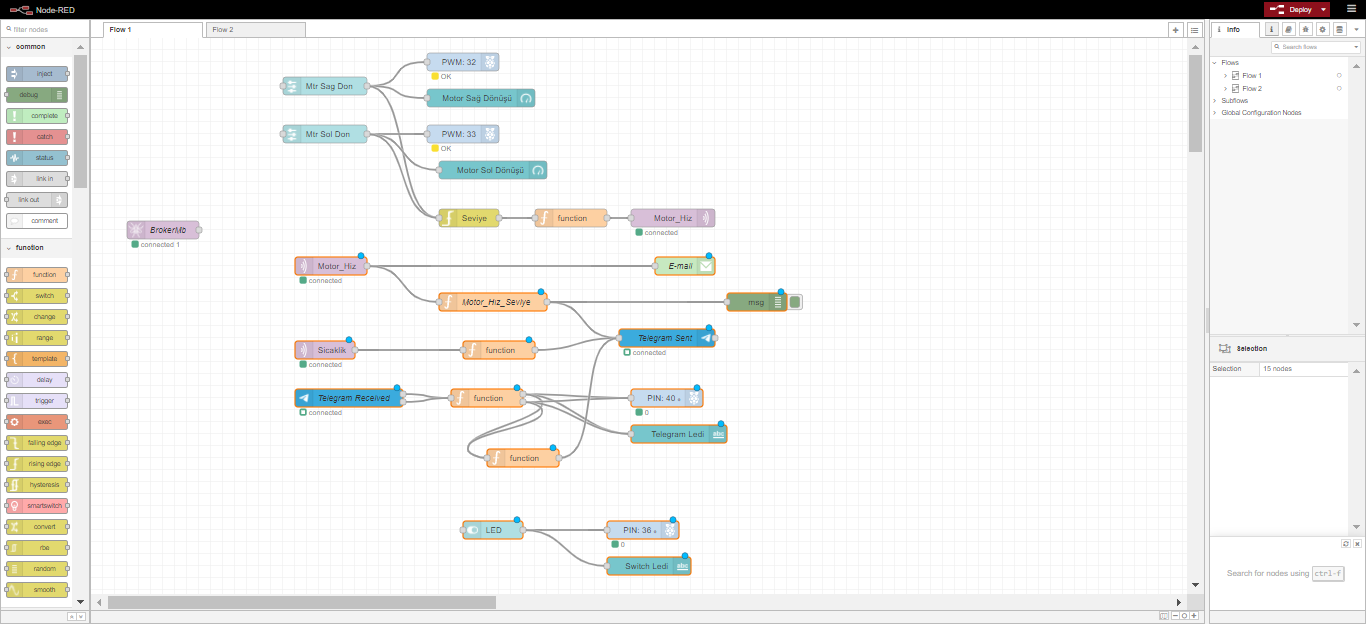 Node-RED
Deploy
filter nodes
Flow 1
Flow 2
info
Search flows
common
inject
debug
complete
catch
status
link in
link out
comment
function
function
switch
change
range
template
delay
trigger
exec
falling edge
rising edge
hysteresis
smartswitch
convert
rbe
random
smooth
Mtr Sag Don
PWM: 32
OK
Motor Sağ Dönüşü
Mtr Sol Don
PWM: 33
OK
Motor Sol Dönüşü
Seviye
function
Motor_Hiz
connected
BrokerMb
connected 1
Motor_Hiz
connected
E-mail
Motor_Hiz_Seviye
msg
Telegram Sent
connected
Sicaklik
connected
function
Telegram Received
connected
function
PIN: 40
0
Telegram Ledi
abc
function
LED
PIN: 36
0
Switch Ledi
abc
Flows
Flow 1
Flow 2
Subflows
Global Configuration Nodes
Selection
Selection
15 nodes
Search for nodes using ctrl-f